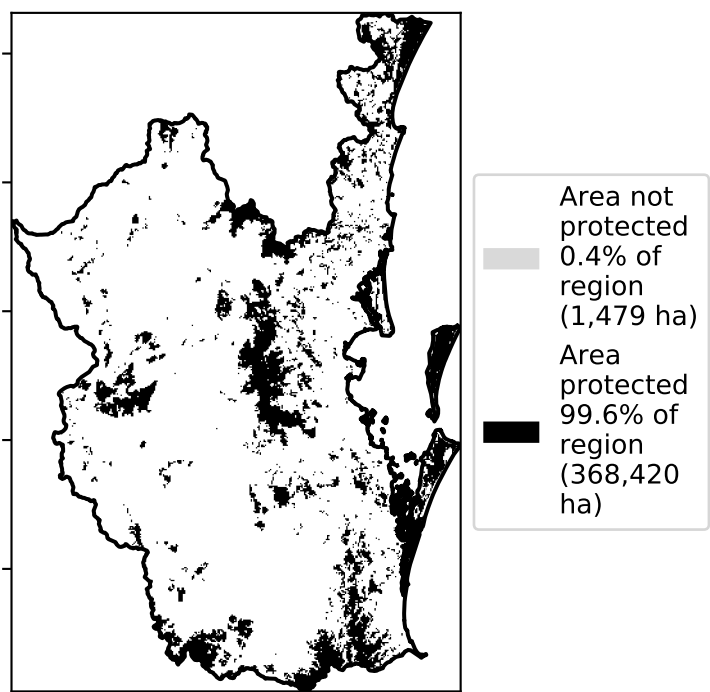 Area not
protected
0.4% of
region
(1,479 ha)
Area
protected
99.6% of
region
(368,420
ha)